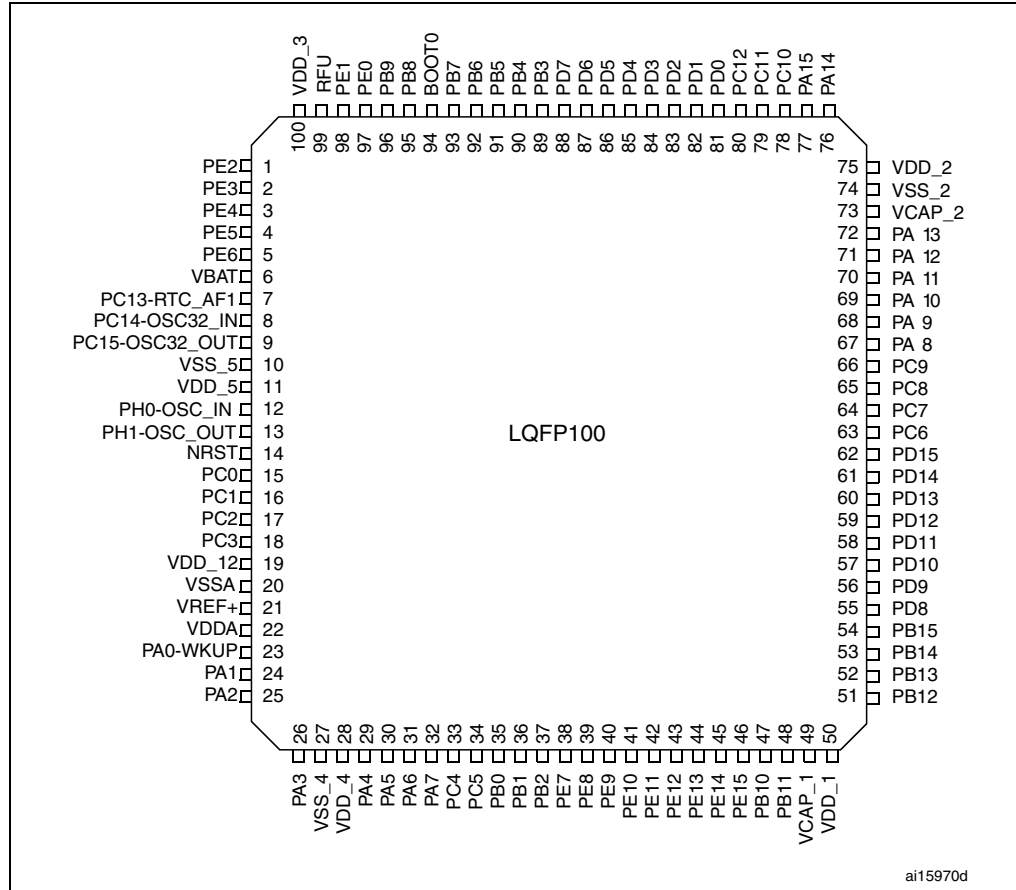 VDD_3 RFU PE1 PE0 PB9 PB8 BOOT0 PB7 PB6 PB5 PB4 PB3 PD7 PD6 PD5 PD4 PD3 PD2 PD1 PD0 PC12 PC11 PC10 PA15 PA14
100 99 98 97 96 95 94 93 92 91 90 89 88 87 86 85 84 83 82 81 80 79 78 77 76
PE2 1 75 VDD_2
PE3 2 74 VSS_2
PE4 3 73 VCAP_2
PE5 4 72 PA 13
PE6 5 71 PA 12
VBAT 6 70 PA 11
PC13-RTC_AF1 7 69 PA 10
PC14-OSC32_IN 8 68 PA 9
PC15-OSC32_OUT 9 67 PA 8
VSS_5 10 66 PC9
VDD_5 11 65 PC8
PH0-OSC_IN 12 64 PC7
PH1-OSC_OUT 13 LQFP100 63 PC6
NRST 14 62 PD15
PC0 15 61 PD14
PC1 16 60 PD13
PC2 17 59 PD12
PC3 18 58 PD11
VDD_12 19 57 PD10
VSSA 20 56 PD9
VREF+ 21 55 PD8
VDDA 22 54 PB15
PA0-WKUP 23 53 PB14
PA1 24 52 PB13
PA2 25 51 PB12
26 27 28 29 30 31 32 33 34 35 36 37 38 39 40 41 42 43 44 45 46 47 48 49 50
PA3 VSS_4 VDD_4 PA4 PA5 PA6 PA7 PC4 PC5 PB0 PB1 PB2 PE7 PE8 PE9 PE10 PE11 PE12 PE13 PE14 PE15 PB10 PB11 VCAP_1 VDD_1
ai15970d